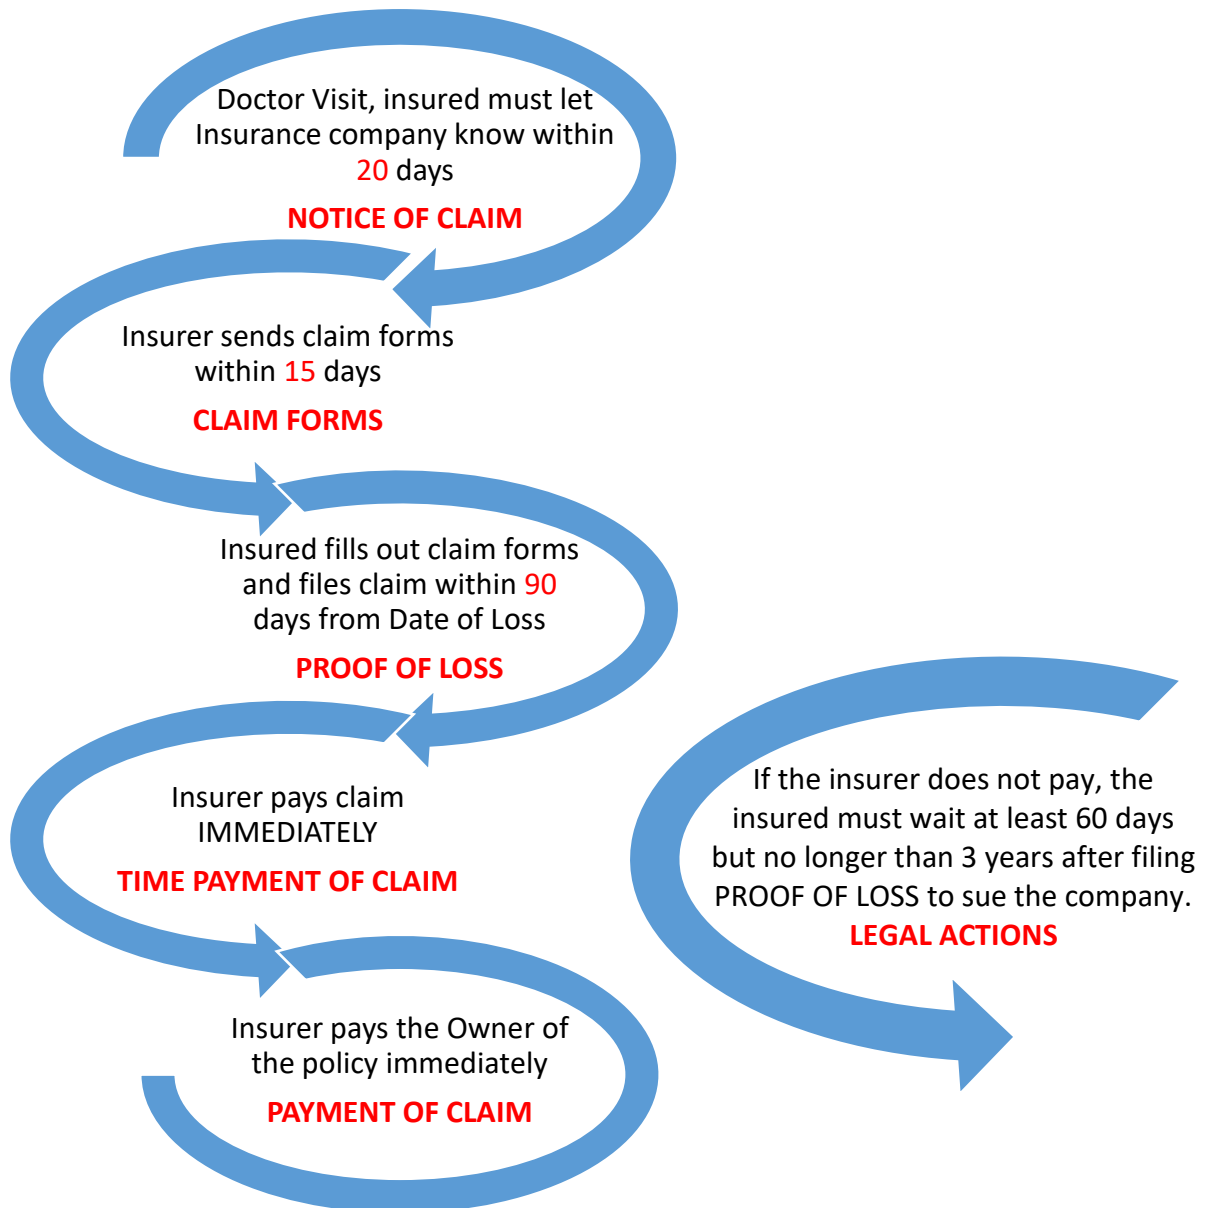 Doctor Visit, insured must let
Insurance company know within
20 days
NOTICE OF CLAIM
Insurer sends claim forms
within 15 days
CLAIM FORMS
Insured fills out claim forms
and files claim within 90
days from Date of Loss
PROOF OF LOSS
Insurer pays claim
IMMEDIATELY
TIME PAYMENT OF CLAIM
Insurer pays the Owner of
the policy immediately
PAYMENT OF CLAIM
If the insurer does not pay, the
insured must wait at least 60 days
but no longer than 3 years after filing
PROOF OF LOSS to sue the company.
LEGAL ACTIONS